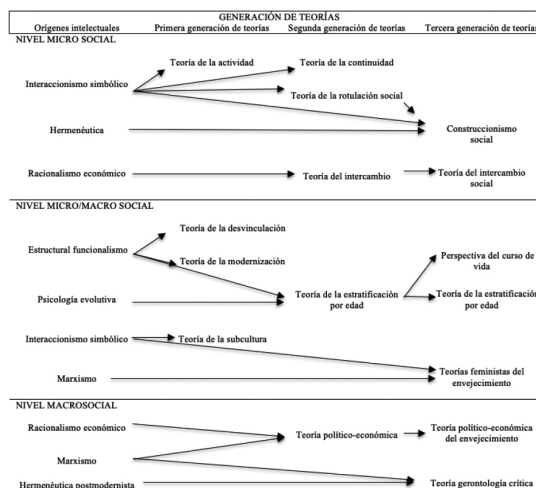 GENERACIÓN DE TEORÍAS
Orígenes intelectuales Primera generación de teorías Segunda generación de teorías Tercera generación de teorías
NIVEL MICRO SOCIAL
Teoría de la actividad Teoría de la continuidad
Interaccionismo simbólico
Teoría de la rotulación social
Hermenéutica Construccionismo
social
Racionalismo económico Teoría del intercambio Teoría del intercambio
social
NIVEL MICRO/MACRO SOCIAL
Teoría de la desvinculación
Estructural funcionalismo Perspectiva del curso de
vida
Teoría de la modernización
Psicología evolutiva Teoría de la estratificación Teoría de la estratificación
por edad por edad
Interaccionismo simbólico Teoría de la subcultura
Teorías feministas del
envejecimiento
Marxismo
NIVEL MACROSOCIAL
Racionalismo económico Teoría político-económica Teoría político-económica
del envejecimiento
Marxismo
Hermenéutica postmodernista Teoría gerontología crítica